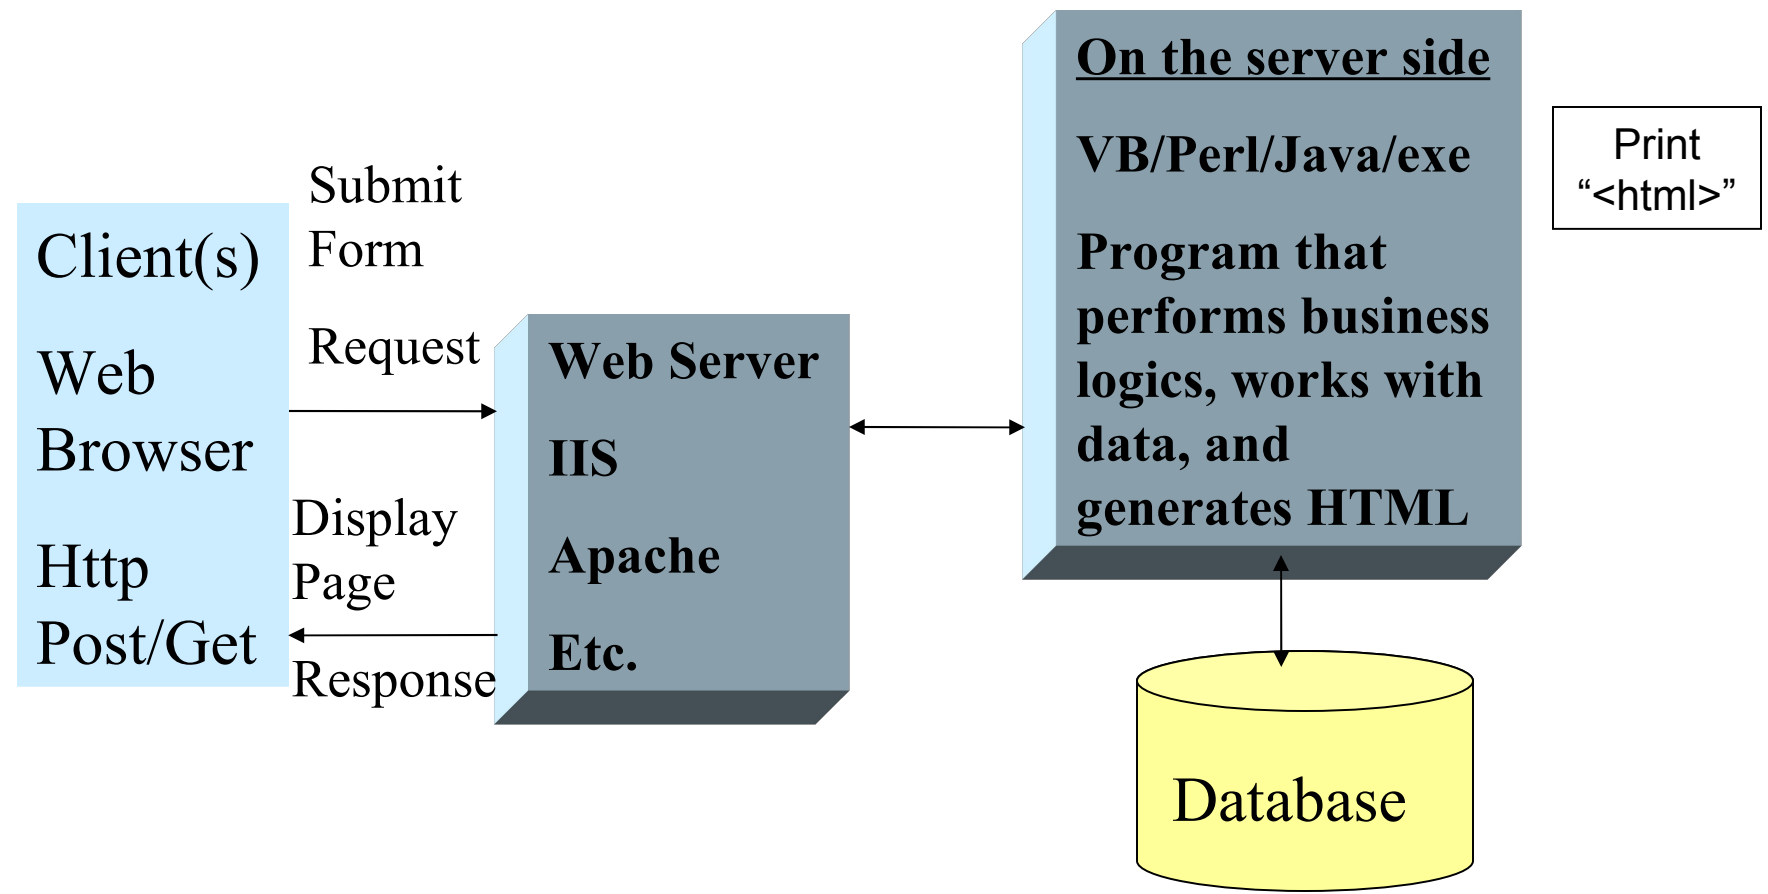 Client(s)
Web
Browser
Http
Post/Get
Submit
Form
Request
Display
Page
Response
Web Server
IIS
Apache
Etc.
On the server side
VB/Perl/Java/exe
Program that
performs business
logics, works with
data, and
generates HTML
Print
“<html>”
Database